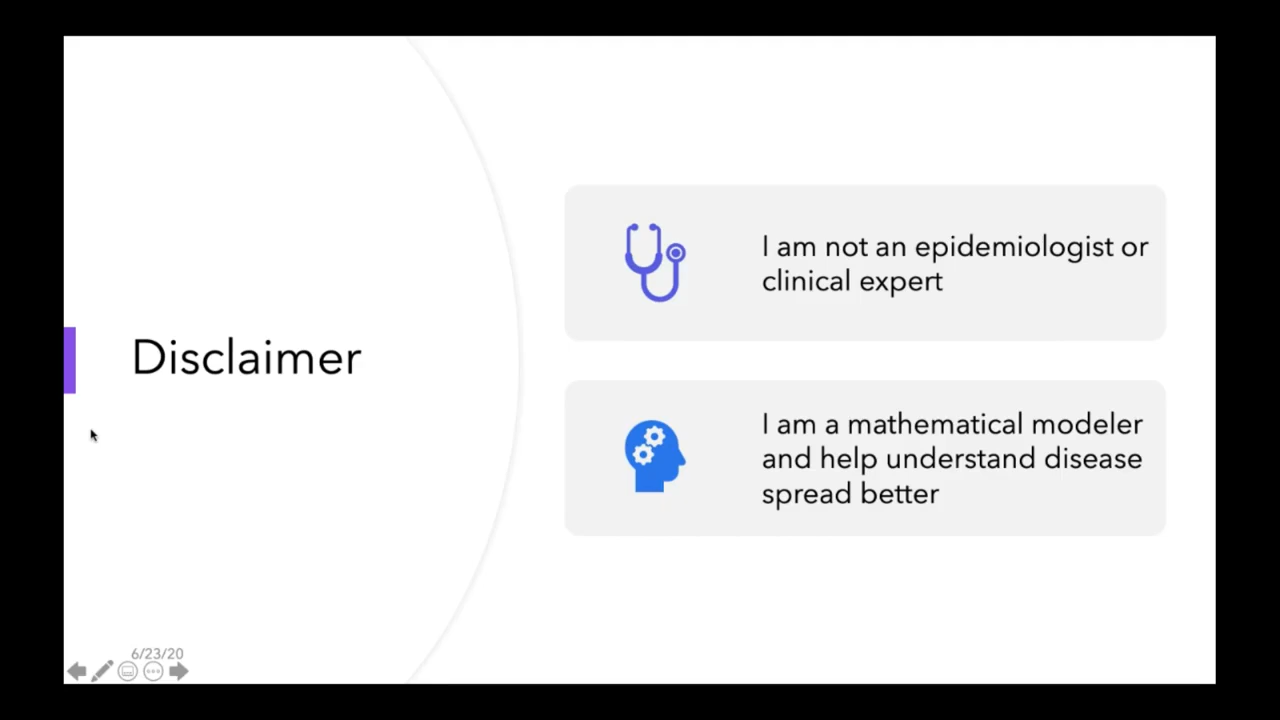 Disclaimer
I am not an epidemiologist or
clinical expert
I am a mathematical modeler
and help understand disease
spread better
6/23/20